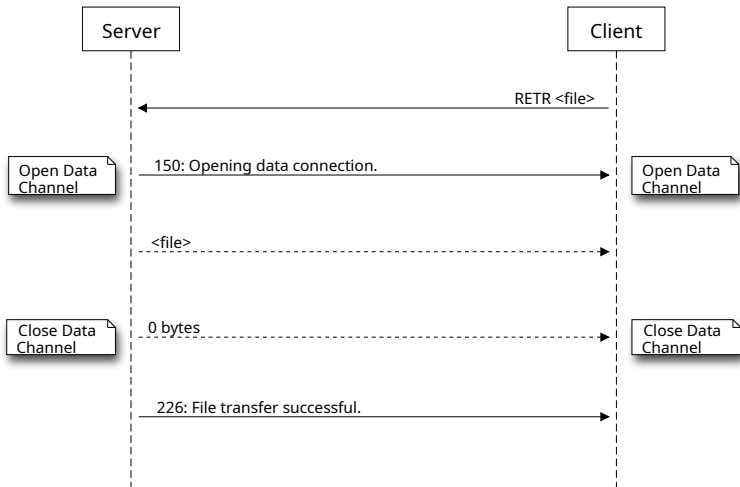 Server
Client
RETR <file>
Open Data
Channel
150: Opening data connection.
Open Data
Channel
<file>
Close Data
Channel
0 bytes
Close Data
Channel
226: File transfer successful.